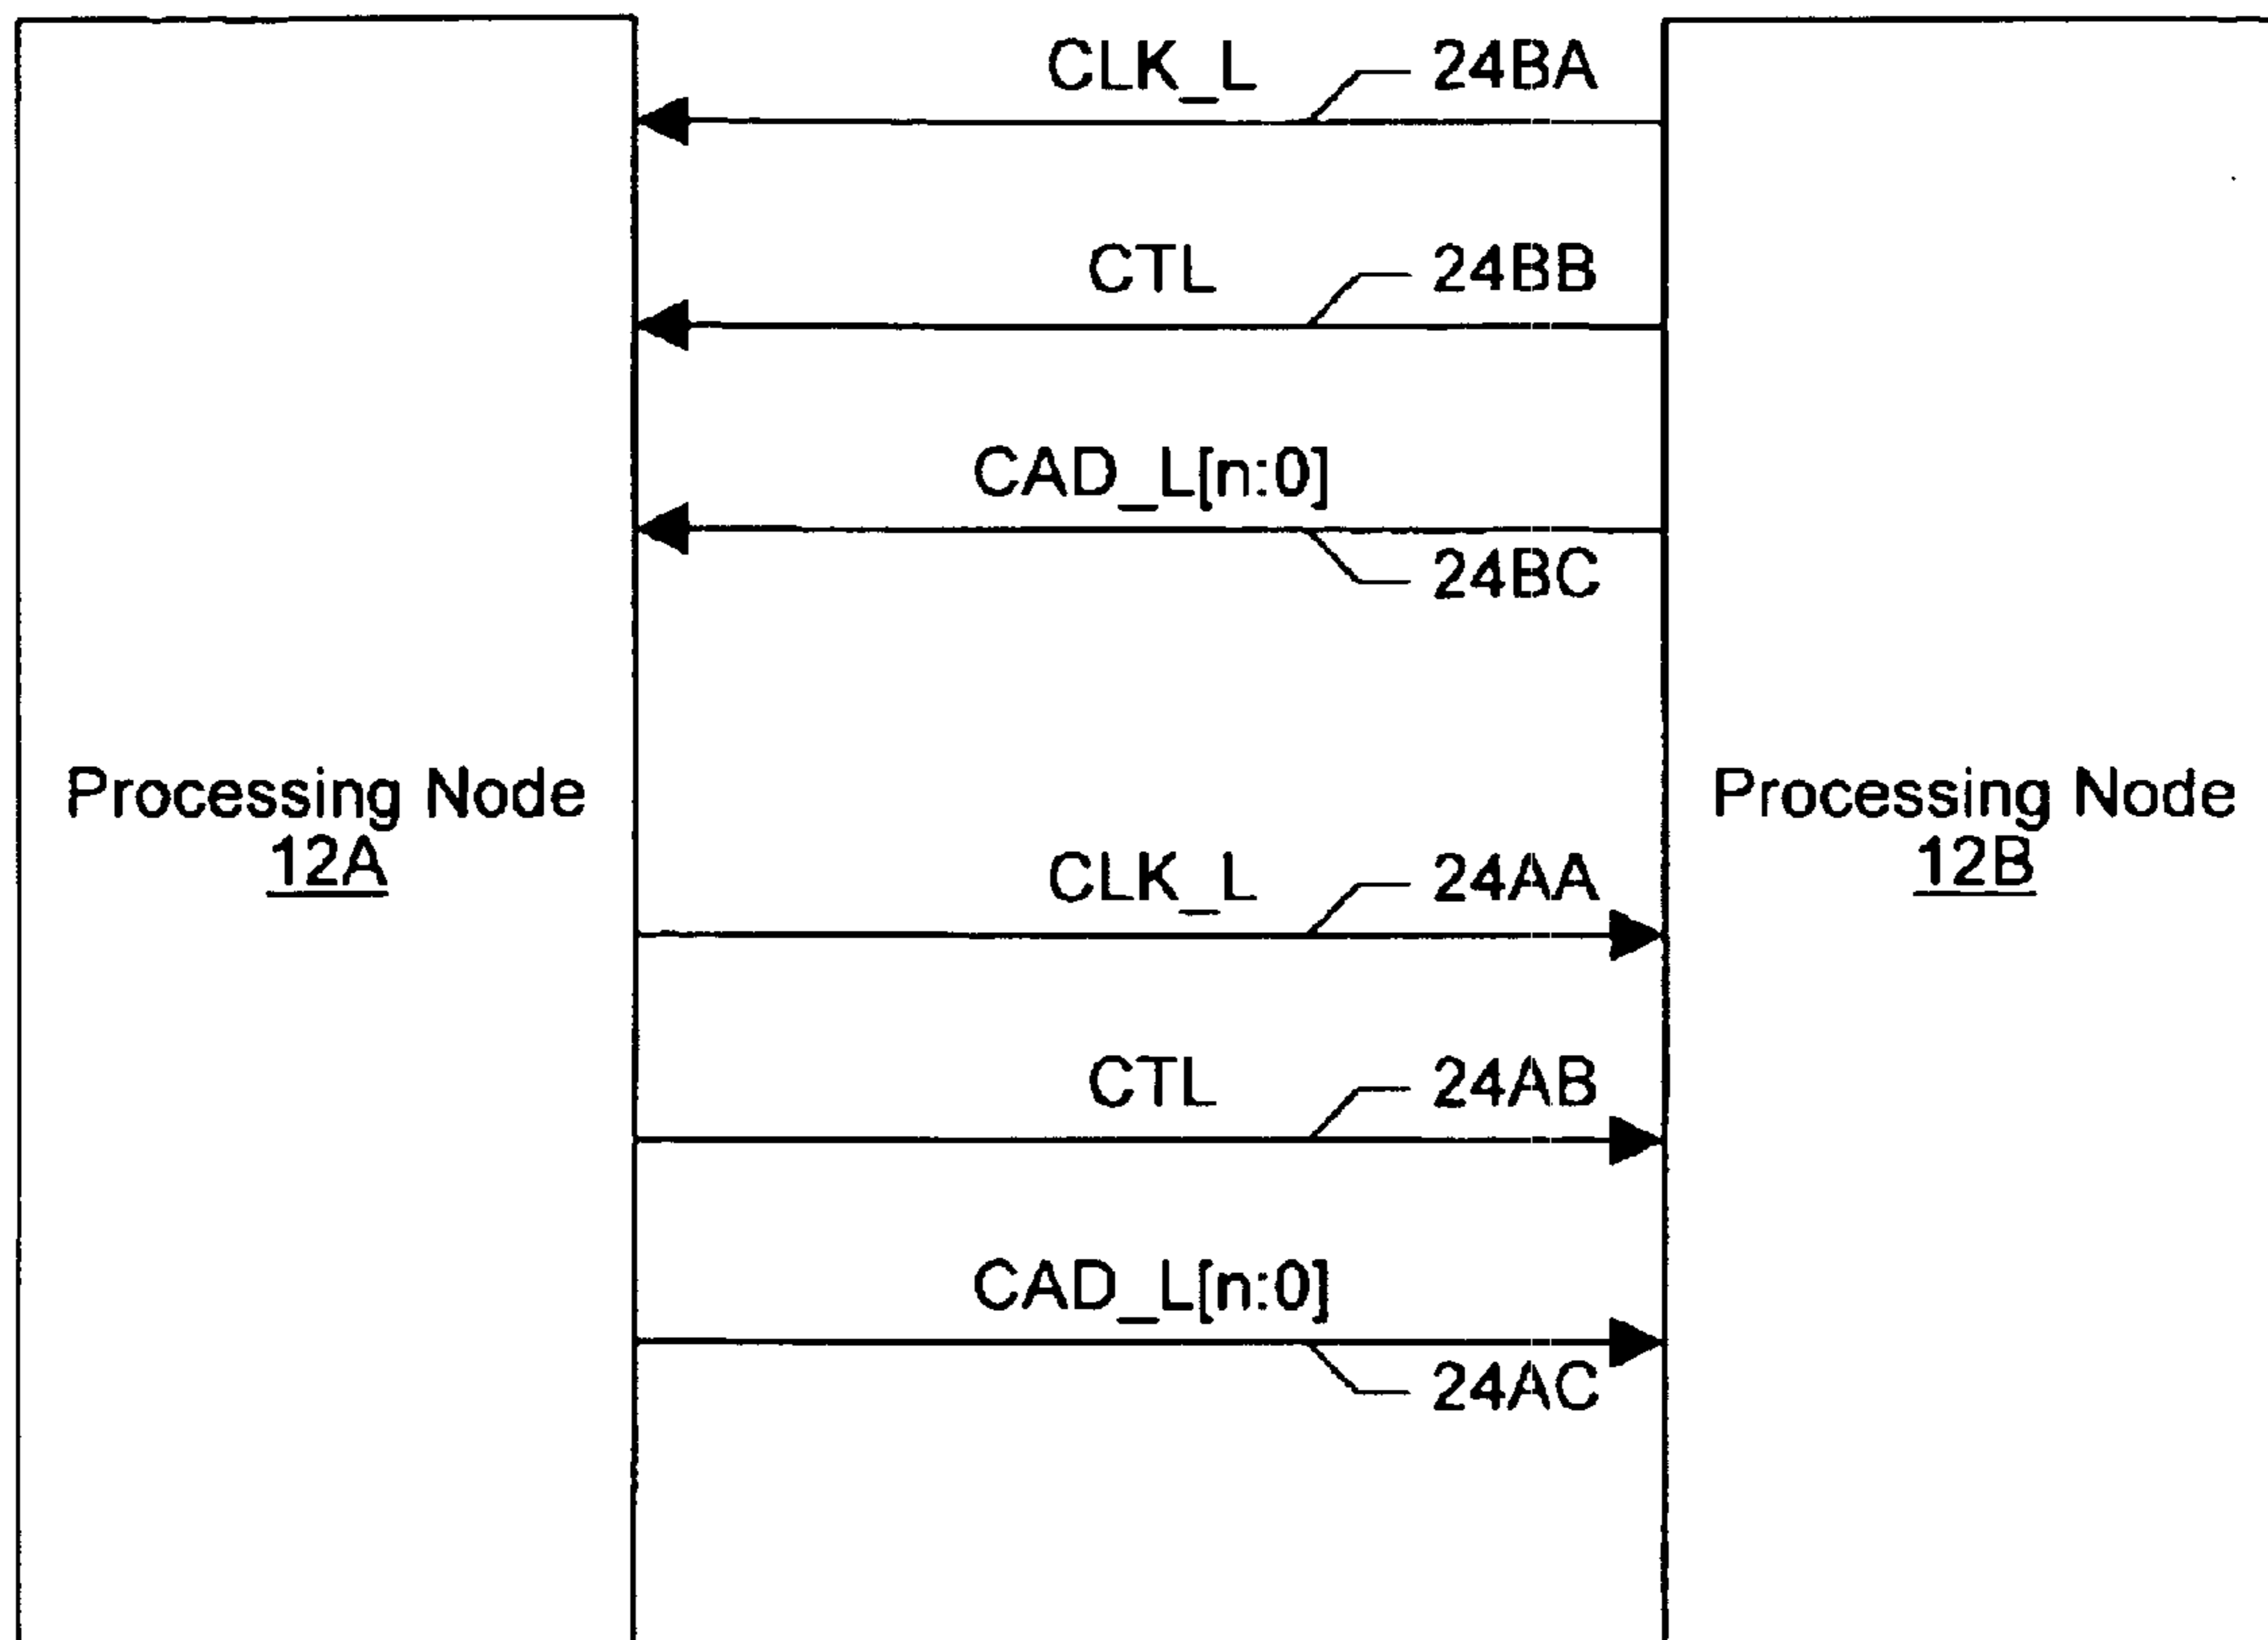 CLK_L
24BA
CTL
24BB
CAD_L[n:0]
24BC
Processing Node
12A
Processing Node
12B
CLK_L
24AA
CTL
24AB
CAD_L[n:0]
24AC